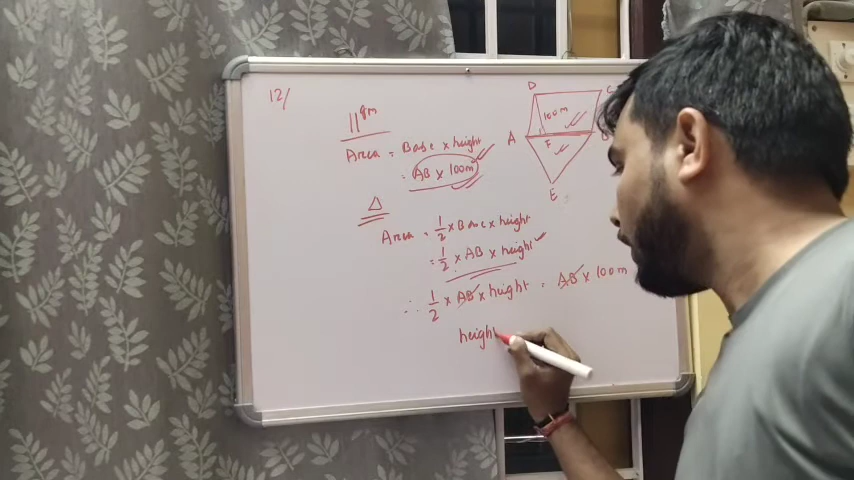 12/
||gm
Area = Base × height
= AB × 100m
Δ
Area = 1/2 × Base × height
= 1/2 × AB × height
∴ 1/2 × AB × height = AB × 100m
height
D
C
100m
A
F
E